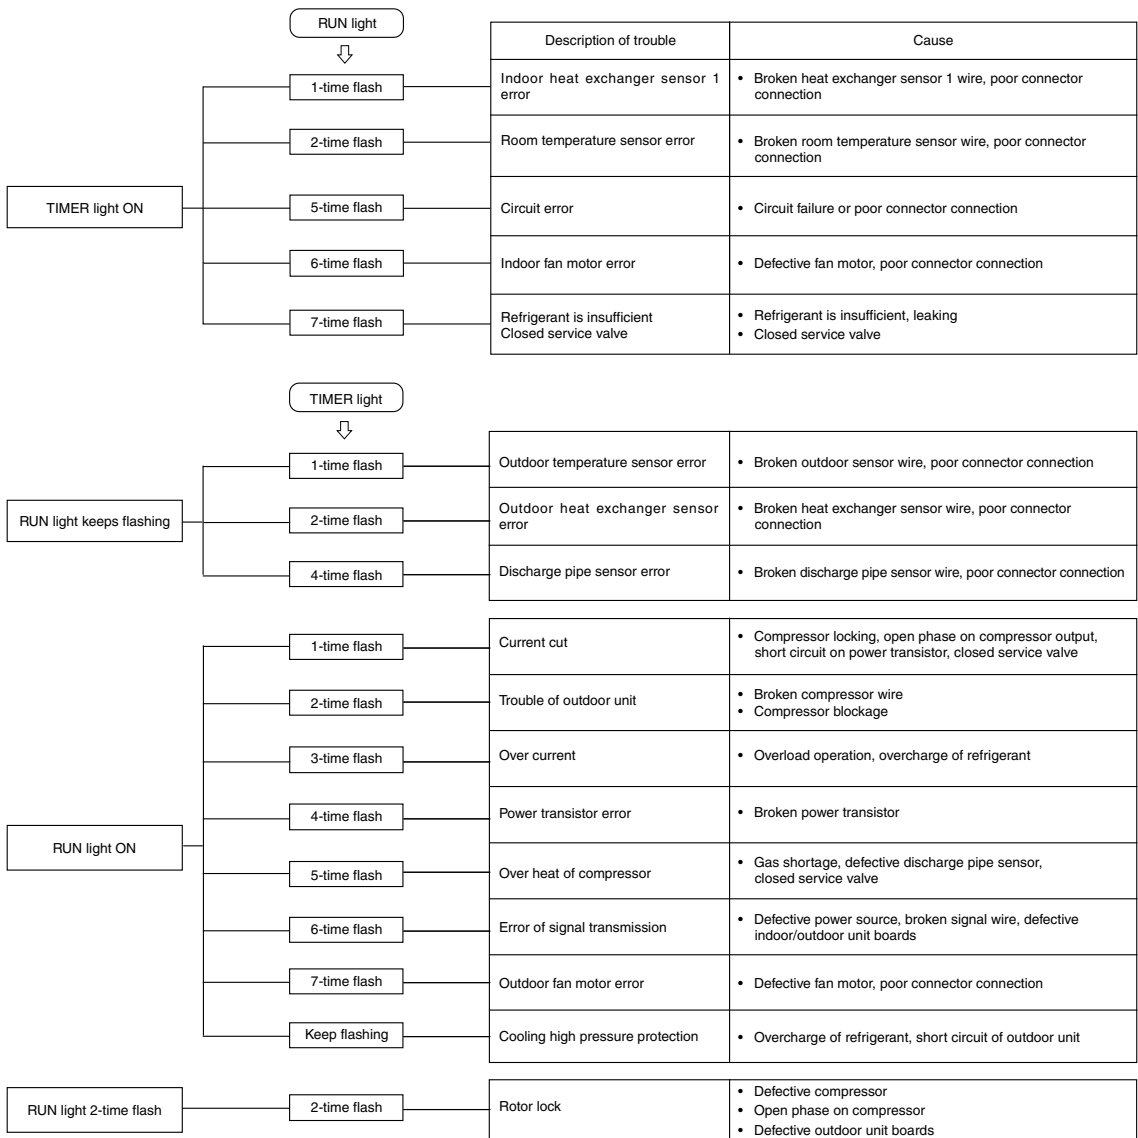 RUN light
Description of trouble
Cause
1-time flash
Indoor heat exchanger sensor 1
error
• Broken heat exchanger sensor 1 wire, poor connector
connection
2-time flash
Room temperature sensor error
• Broken room temperature sensor wire, poor connector
connection
TIMER light ON
5-time flash
Circuit error
• Circuit failure or poor connector connection
6-time flash
Indoor fan motor error
• Defective fan motor, poor connector connection
7-time flash
Refrigerant is insufficient
Closed service valve
• Refrigerant is insufficient, leaking
• Closed service valve
TIMER light
1-time flash
Outdoor temperature sensor error
• Broken outdoor sensor wire, poor connector connection
RUN light keeps flashing
2-time flash
Outdoor heat exchanger sensor
error
• Broken heat exchanger sensor wire, poor connector
connection
4-time flash
Discharge pipe sensor error
• Broken discharge pipe sensor wire, poor connector connection
1-time flash
Current cut
• Compressor locking, open phase on compressor output,
short circuit on power transistor, closed service valve
2-time flash
Trouble of outdoor unit
• Broken compressor wire
• Compressor blockage
3-time flash
Over current
• Overload operation, overcharge of refrigerant
4-time flash
Power transistor error
• Broken power transistor
RUN light ON
5-time flash
Over heat of compressor
• Gas shortage, defective discharge pipe sensor,
closed service valve
6-time flash
Error of signal transmission
• Defective power source, broken signal wire, defective
indoor/outdoor unit boards
7-time flash
Outdoor fan motor error
• Defective fan motor, poor connector connection
Keep flashing
Cooling high pressure protection
• Overcharge of refrigerant, short circuit of outdoor unit
RUN light 2-time flash
2-time flash
Rotor lock
• Defective compressor
• Open phase on compressor
• Defective outdoor unit boards